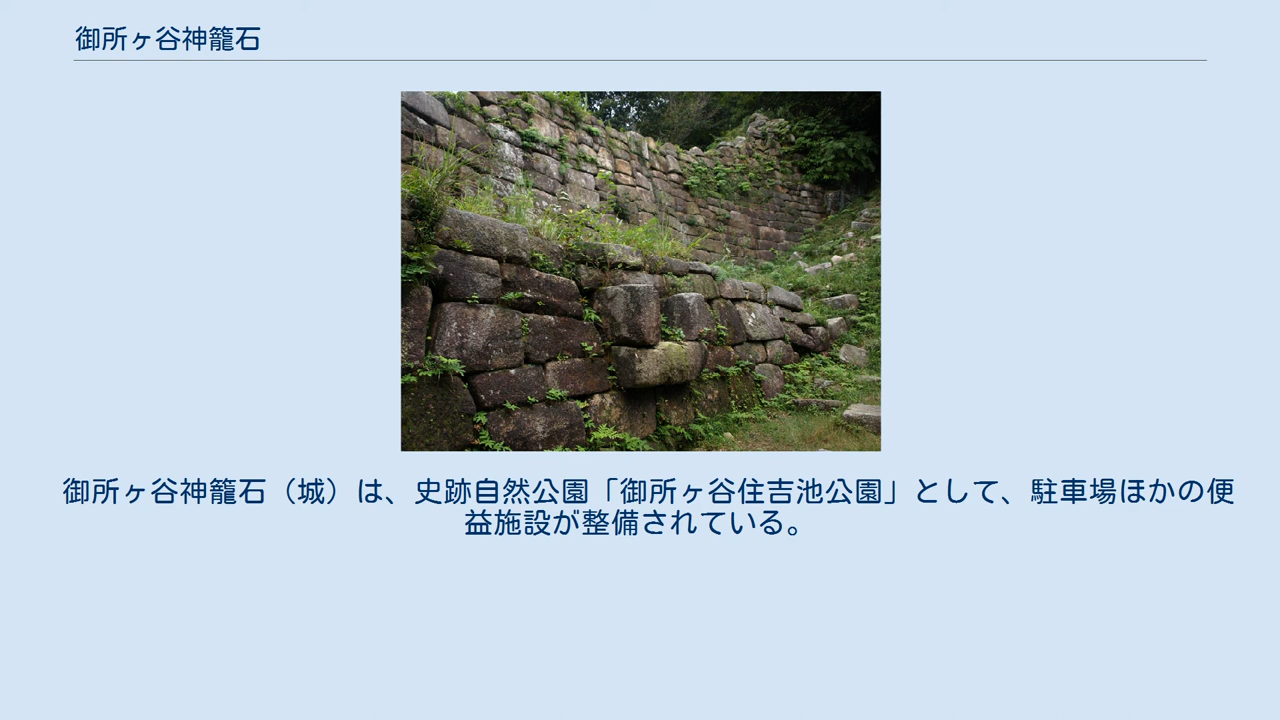 御所ヶ谷神籠石
御所ヶ谷神籠石（城）は、史跡自然公園「御所ヶ谷住吉池公園」として、駐車場ほかの便
益施設が整備されている。